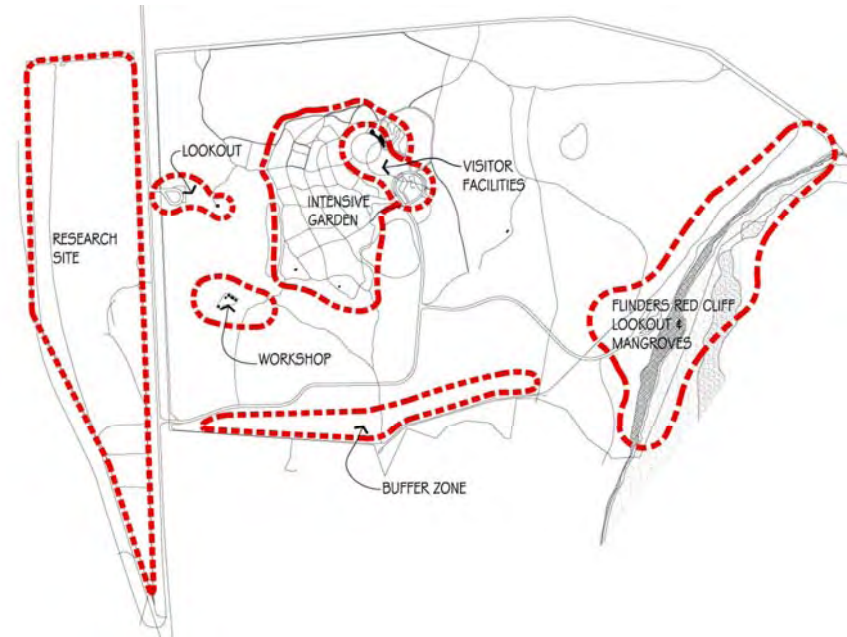 LOOKOUT
VISITOR
FACILITIES
INTENSIVE
GARDEN
RESEARCH
SITE
FLINDERS RED CLIFF
LOOKOUT &
MANGROVES
WORKSHOP
BUFFER ZONE